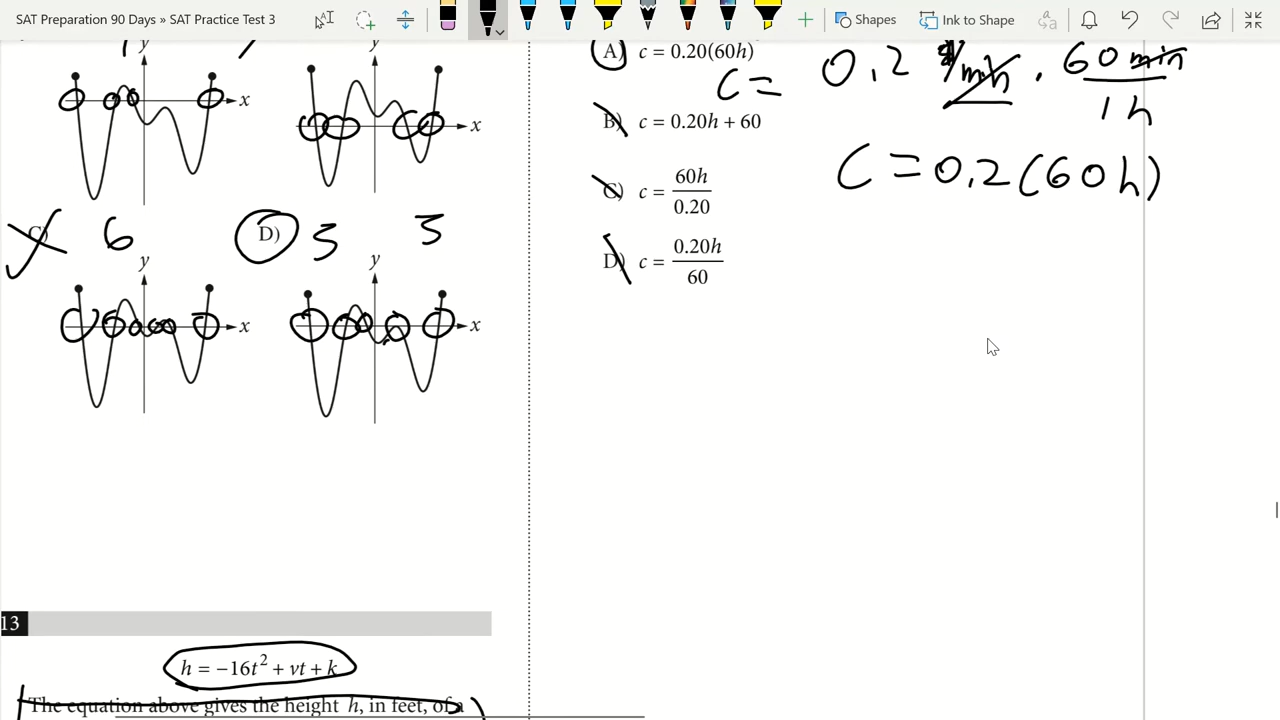 SAT Preparation 90 Days » SAT Practice Test 3
Shapes
Ink to Shape
y
x
y
x
C)
6
D)
5
5
y
x
y
x
13
h = −16t² + vt + k
The equation above gives the height h, in feet, of a
A) c = 0.20(60h)
B) c = 0.20h + 60
C) c = 60h / 0.20
D) c = 0.20h / 60
C = 0.2 $/min · 60 min / 1 h
C = 0.2 (60 h)